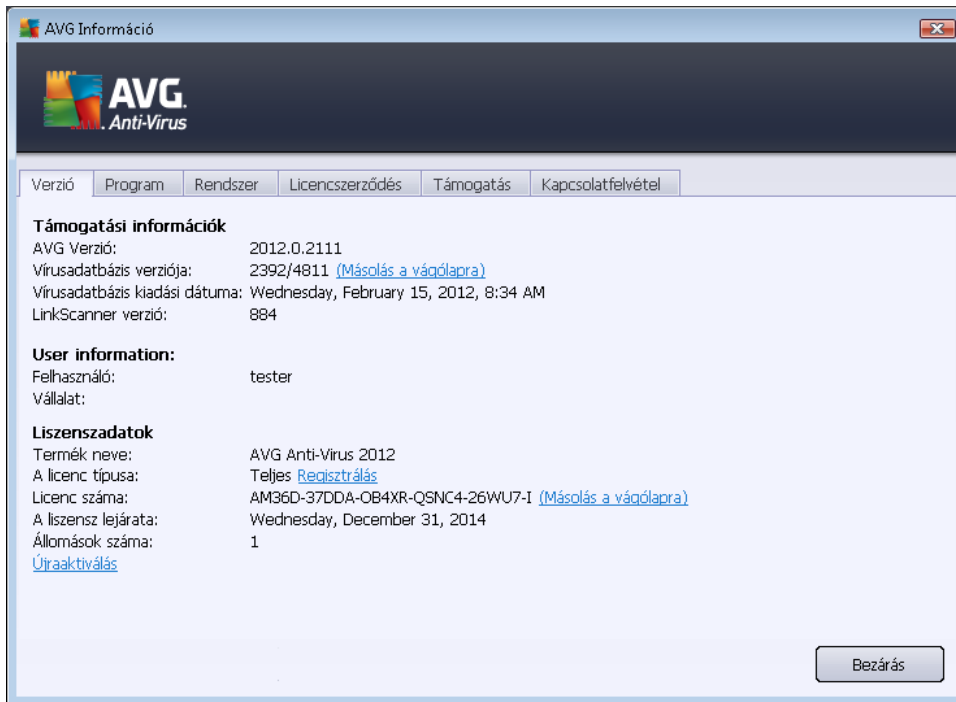 AVG Információ
AVG.
Anti-Virus
Verzió Program Rendszer Licencszerződés Támogatás Kapcsolatfelvétel
Támogatási információk
AVG Verzió: 2012.0.2111
Vírusadatbázis verziója: 2392/4811 (Másolás a vágólapra)
Vírusadatbázis kiadási dátuma: Wednesday, February 15, 2012, 8:34 AM
LinkScanner verzió: 884
User information:
Felhasználó: tester
Vállalat:
Liszenszadatok
Termék neve: AVG Anti-Virus 2012
A licenc típusa: Teljes Regisztrálás
Licenc száma: AM36D-37DDA-OB4XR-QSNC4-26WU7-I (Másolás a vágólapra)
A liszensz lejárata: Wednesday, December 31, 2014
Állomások száma: 1
Újraaktiválás
Bezárás